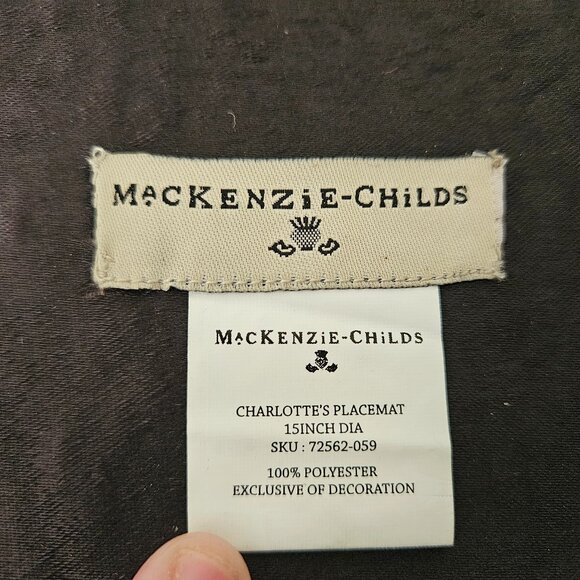 MACKENZiE-CHiLDS
MACKENZiE-CHiLDS
CHARLOTTE'S PLACEMAT
15INCH DIA
SKU : 72562-059
100% POLYESTER
EXCLUSIVE OF DECORATION